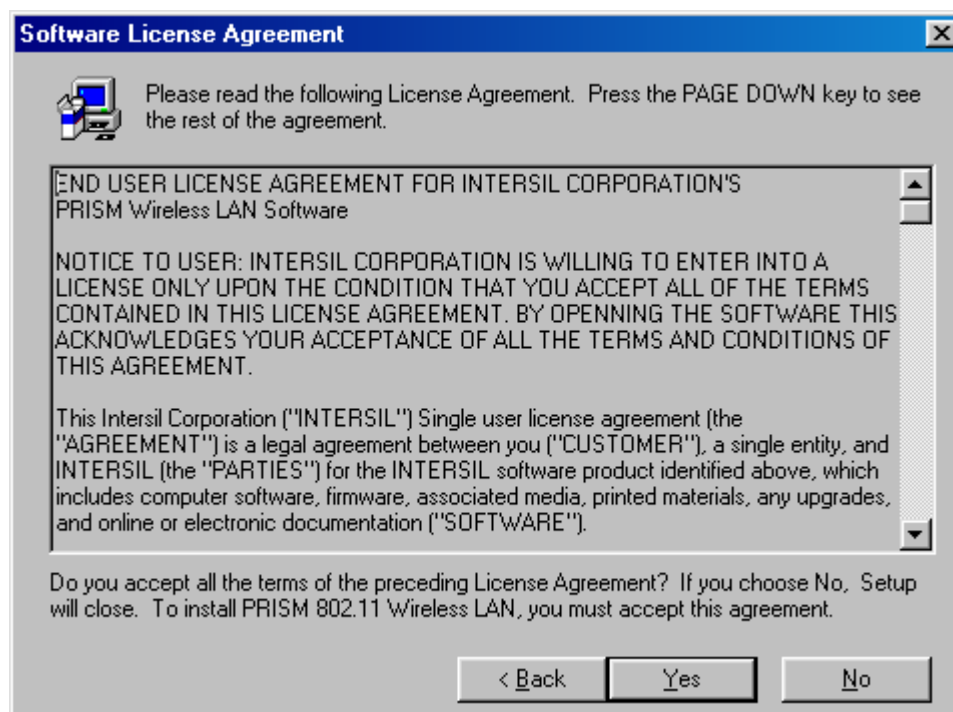 Software License Agreement
Please read the following License Agreement. Press the PAGE DOWN key to see
the rest of the agreement.
END USER LICENSE AGREEMENT FOR INTERSIL CORPORATION'S
PRISM Wireless LAN Software
NOTICE TO USER: INTERSIL CORPORATION IS WILLING TO ENTER INTO A
LICENSE ONLY UPON THE CONDITION THAT YOU ACCEPT ALL OF THE TERMS
CONTAINED IN THIS LICENSE AGREEMENT. BY OPENNING THE SOFTWARE THIS
ACKNOWLEDGES YOUR ACCEPTANCE OF ALL THE TERMS AND CONDITIONS OF
THIS AGREEMENT.
This Intersil Corporation ("INTERSIL") Single user license agreement (the
"AGREEMENT") is a legal agreement between you ("CUSTOMER"), a single entity, and
INTERSIL (the "PARTIES") for the INTERSIL software product identified above, which
includes computer software, firmware, associated media, printed materials, any upgrades,
and online or electronic documentation ("SOFTWARE").
Do you accept all the terms of the preceding License Agreement? If you choose No, Setup
will close. To install PRISM 802.11 Wireless LAN, you must accept this agreement.
< Back
Yes
No